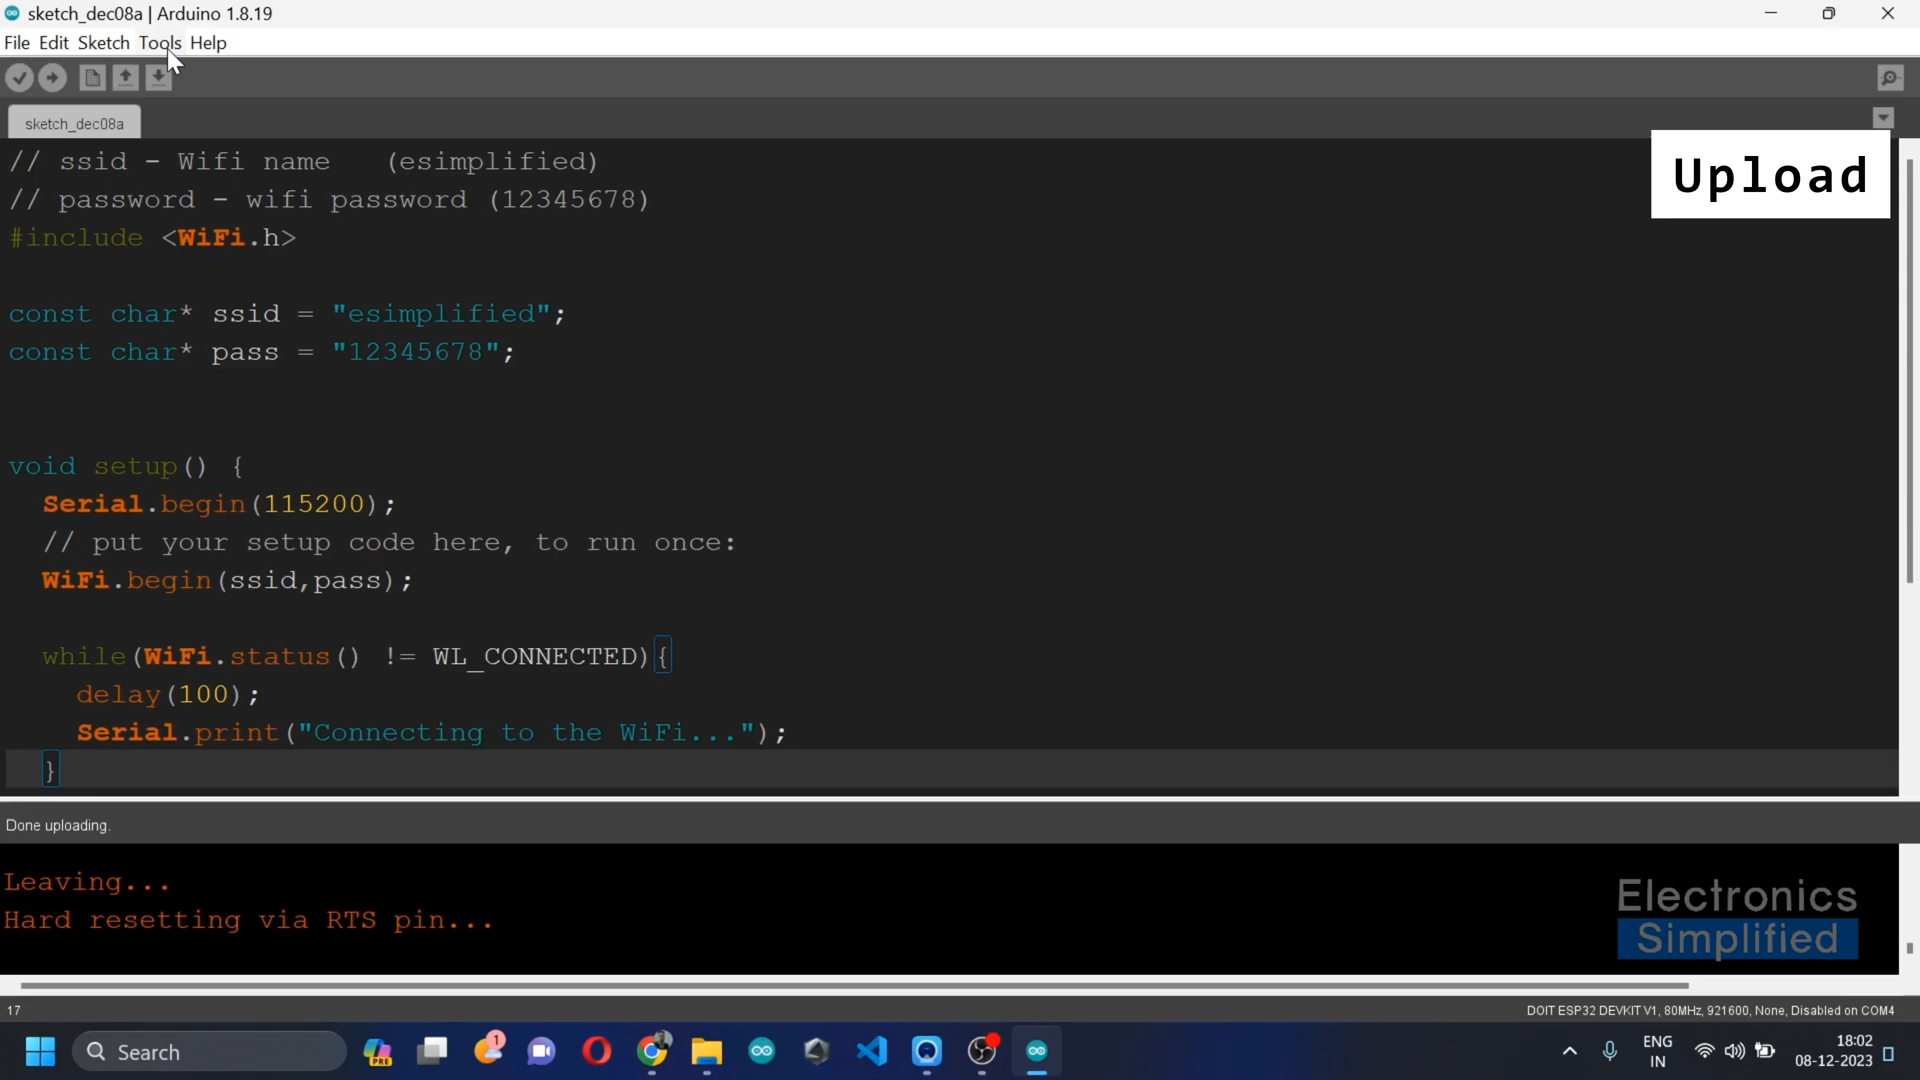 sketch_dec08a | Arduino 1.8.19
File Edit Sketch Tools Help
sketch_dec08a
Upload
// ssid - Wifi name   (esimplified)
// password - wifi password (12345678)
#include <WiFi.h>
const char* ssid = "esimplified";
const char* pass = "12345678";
void setup() {
  Serial.begin(115200);
  // put your setup code here, to run once:
  WiFi.begin(ssid,pass);
  while(WiFi.status() != WL_CONNECTED){
    delay(100);
    Serial.print("Connecting to the WiFi...");
  }
Done uploading.
Leaving...
Hard resetting via RTS pin...
Electronics
Simplified
17
DOIT ESP32 DEVKIT V1, 80MHz, 921600, None, Disabled on COM4
Search
PRE
1
ENG
IN
18:02
08-12-2023